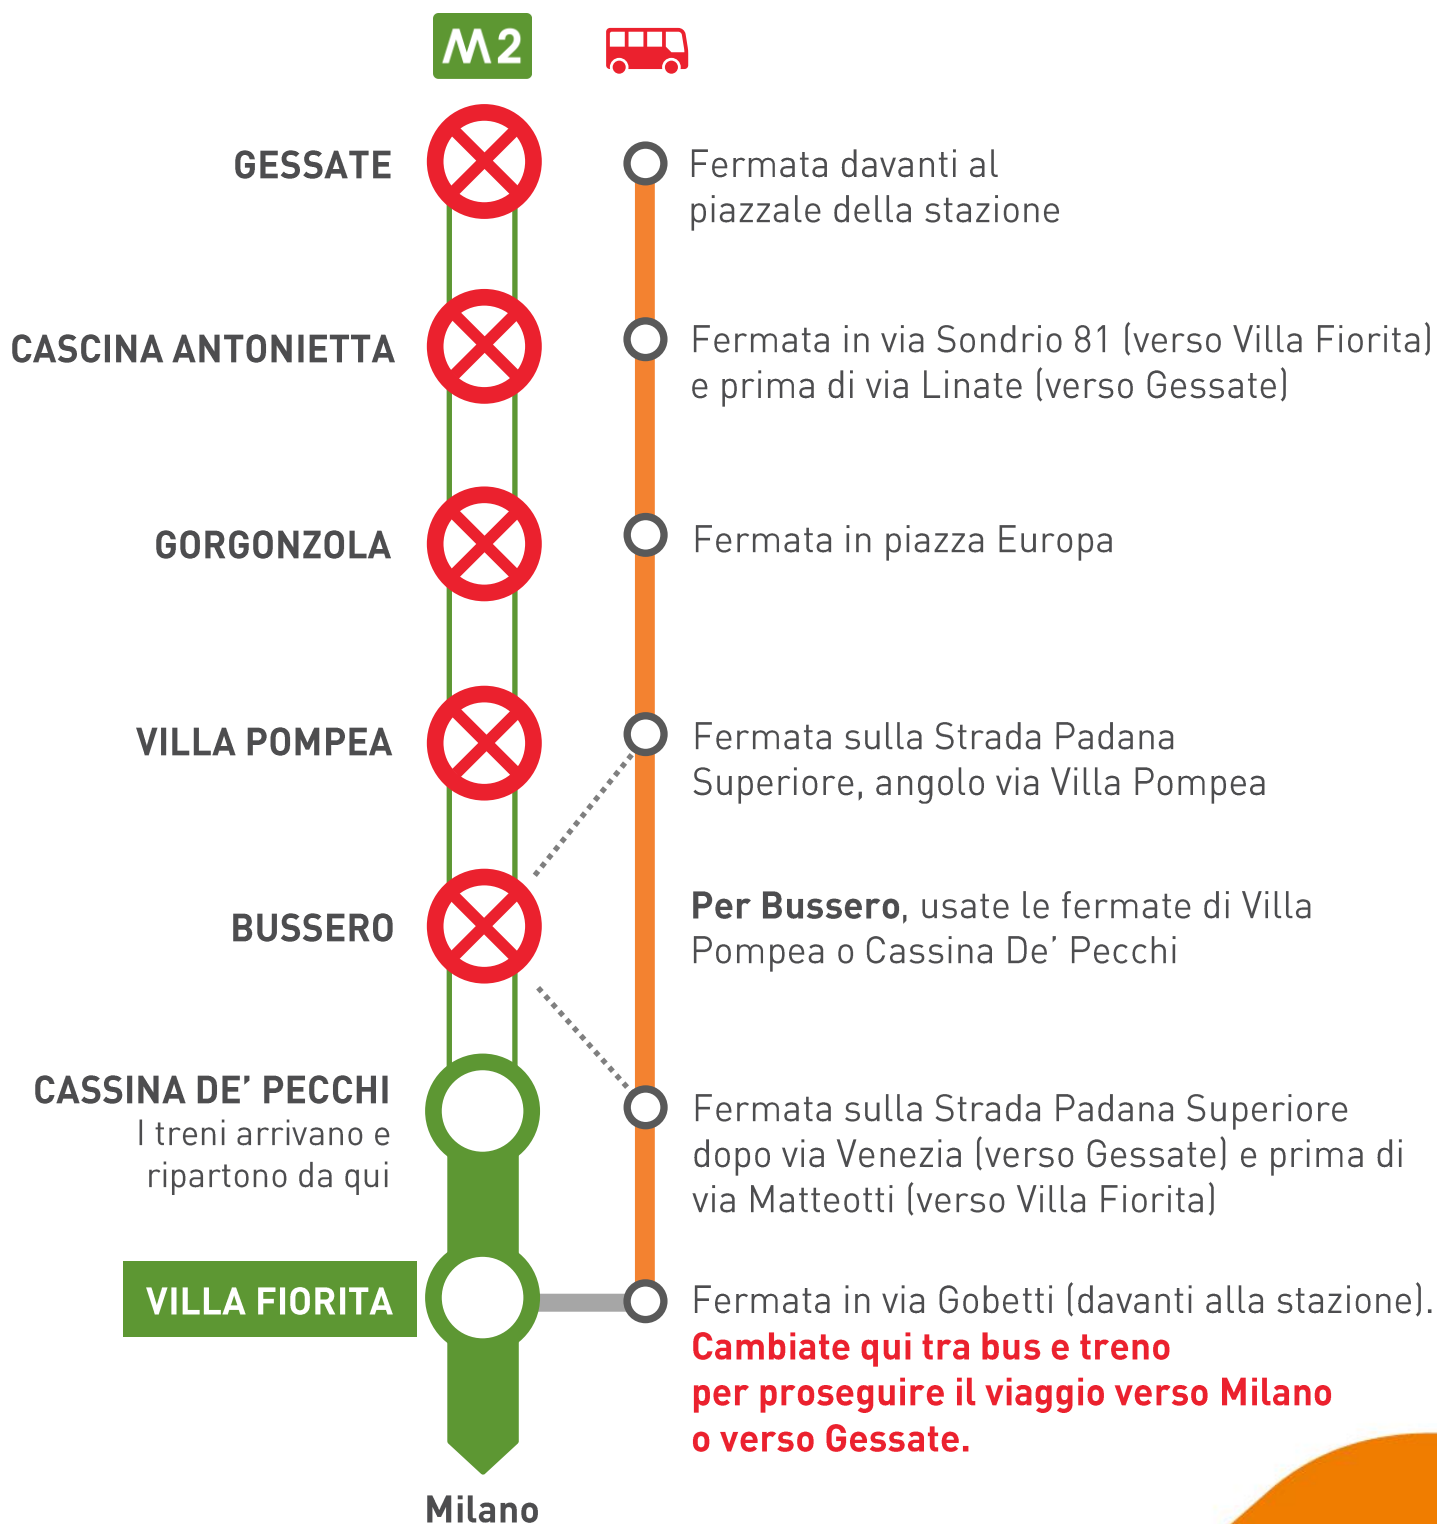 M2
GESSATE
Fermata davanti al
piazzale della stazione
CASCINA ANTONIETTA
Fermata in via Sondrio 81 (verso Villa Fiorita)
e prima di via Linate (verso Gessate)
GORGONZOLA
Fermata in piazza Europa
VILLA POMPEA
Fermata sulla Strada Padana
Superiore, angolo via Villa Pompea
BUSSERO
Per Bussero, usate le fermate di Villa
Pompea o Cassina De’ Pecchi
CASSINA DE’ PECCHI
I treni arrivano e
ripartono da qui
Fermata sulla Strada Padana Superiore
dopo via Venezia (verso Gessate) e prima di
via Matteotti (verso Villa Fiorita)
VILLA FIORITA
Fermata in via Gobetti (davanti alla stazione).
Cambiate qui tra bus e treno
per proseguire il viaggio verso Milano
o verso Gessate.
Milano